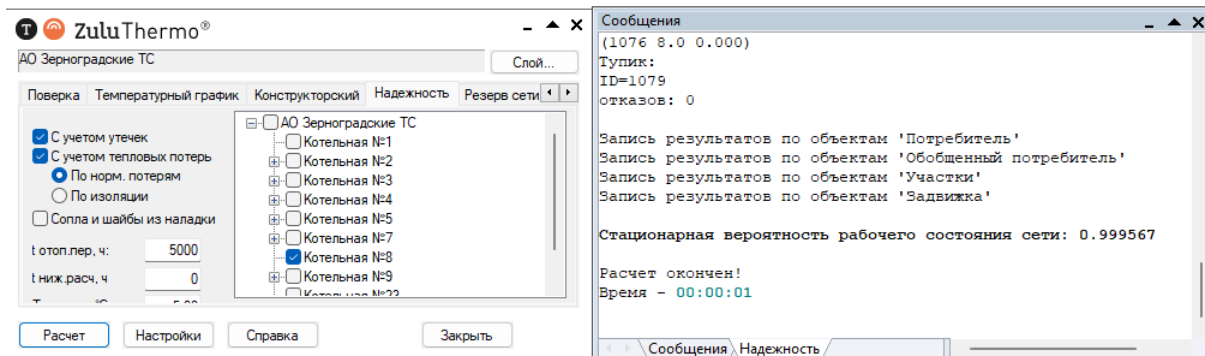 ZuluThermo®
АО Зерноградские ТС
Слой...
Поверка Температурный график Конструкторский Надежность Резерв сети
С учетом утечек
С учетом тепловых потерь
По норм. потерям
По изоляции
Сопла и шайбы из наладки
t отоп.пер, ч: 5000
t ниж.расч, ч 0
АО Зерноградские ТС
Котельная №1
Котельная №2
Котельная №3
Котельная №4
Котельная №5
Котельная №7
Котельная №8
Котельная №9
Котельная №22
Расчет Настройки Справка Закрыть
Сообщения
(1076 8.0 0.000)
Тупик:
ID=1079
отказов: 0
Запись результатов по объектам 'Потребитель'
Запись результатов по объектам 'Обобщенный потребитель'
Запись результатов по объектам 'Участки'
Запись результатов по объектам 'Задвижка'
Стационарная вероятность рабочего состояния сети: 0.999567
Расчет окончен!
Время - 00:00:01
Сообщения Надежность